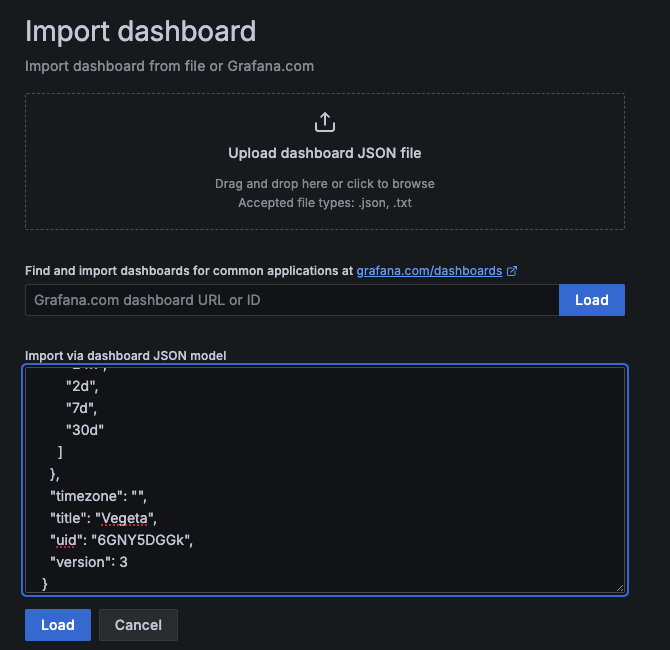 Import dashboard
Import dashboard from file or Grafana.com
Upload dashboard JSON file
Drag and drop here or click to browse
Accepted file types: .json, .txt
Find and import dashboards for common applications at grafana.com/dashboards
Grafana.com dashboard URL or ID
Load
Import via dashboard JSON model
"2d",
"7d",
"30d"
]
},
"timezone": "",
"title": "Vegeta",
"uid": "6GNY5DGGk",
"version": 3
}
Load
Cancel